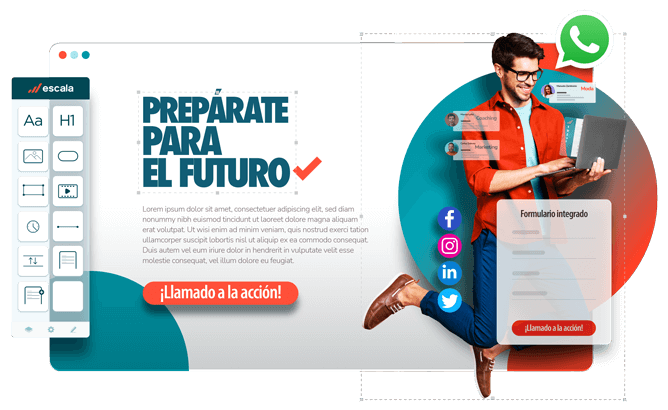 escala
Aa H1
PREPÁRATE
PARA
EL FUTURO
Lorem ipsum dolor sit amet, consectetuer adipiscing elit, sed diam
nonummy nibh euismod tincidunt ut laoreet dolore magna aliquam
erat volutpat. Ut wisi enim ad minim veniam, quis nostrud exerci tation
ullamcorper suscipit lobortis nisl ut aliquip ex ea commodo consequat.
Duis autem vel eum iriure dolor in hendrerit in vulputate velit esse
molestie consequat, vel illum dolore eu feugiat.
¡Llamado a la acción!
Moda
Coaching
Marketing
Formulario integrado
¡Llamado a la acción!